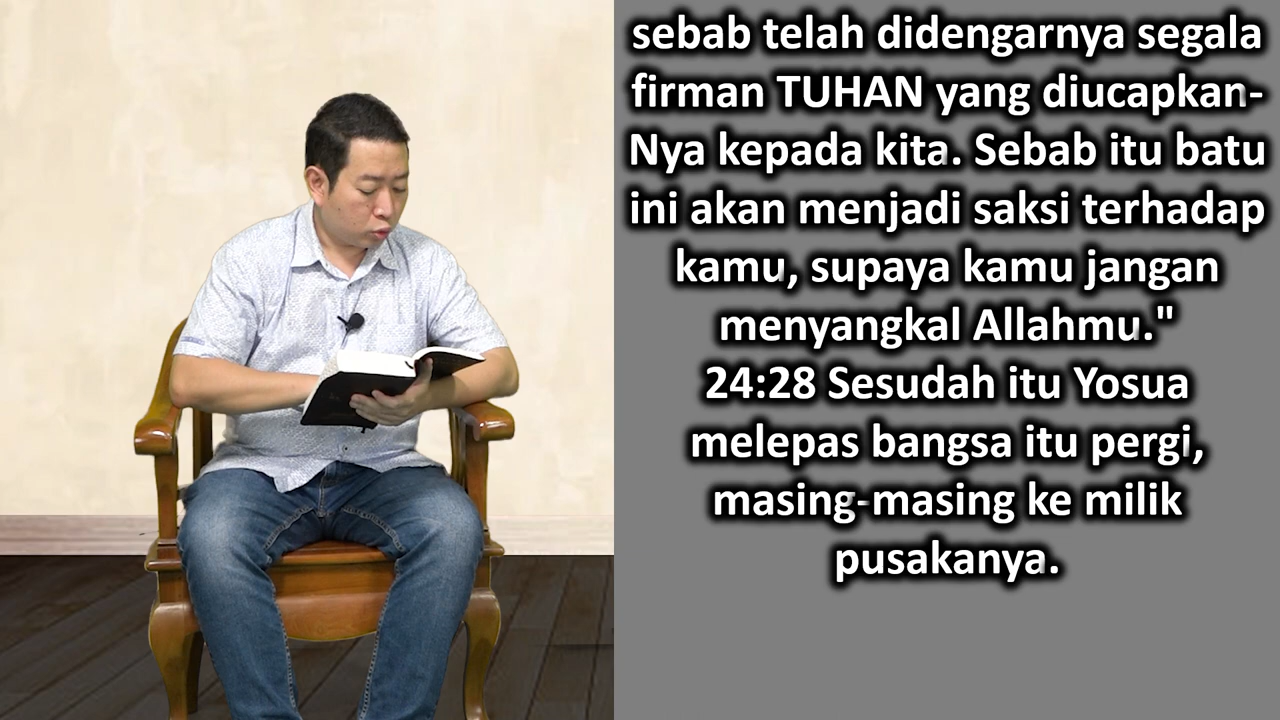 sebab telah didengarnya segala
firman TUHAN yang diucapkan-
Nya kepada kita. Sebab itu batu
ini akan menjadi saksi terhadap
kamu, supaya kamu jangan
menyangkal Allahmu."
24:28 Sesudah itu Yosua
melepas bangsa itu pergi,
masing-masing ke milik
pusakanya.